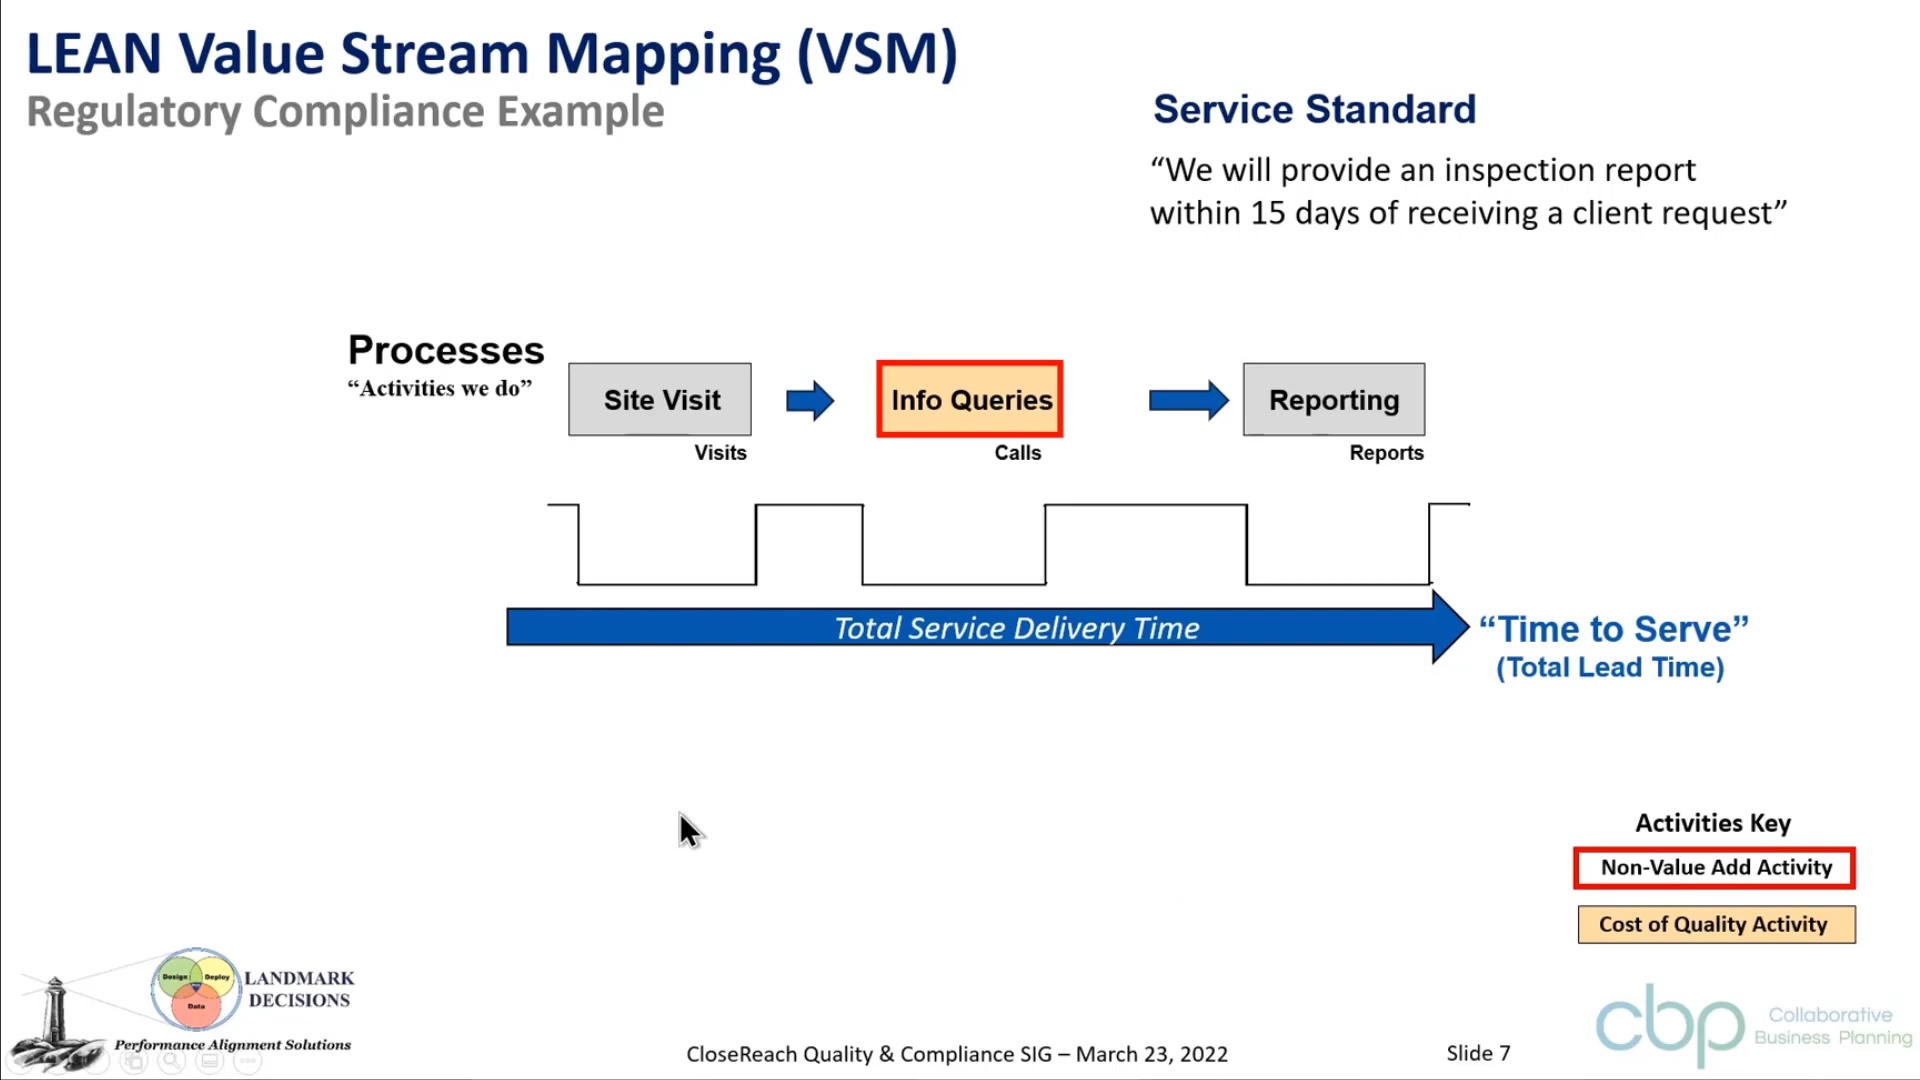 LEAN Value Stream Mapping (VSM)
Regulatory Compliance Example
Service Standard
“We will provide an inspection report
within 15 days of receiving a client request”
Processes
“Activities we do”
Site Visit
Info Queries
Reporting
Visits
Calls
Reports
Total Service Delivery Time
“Time to Serve”
(Total Lead Time)
Activities Key
Non-Value Add Activity
Cost of Quality Activity
Design
Deploy
Data
LANDMARK
DECISIONS
Performance Alignment Solutions
CloseReach Quality & Compliance SIG – March 23, 2022
Slide 7
cbp
Collaborative
Business Planning